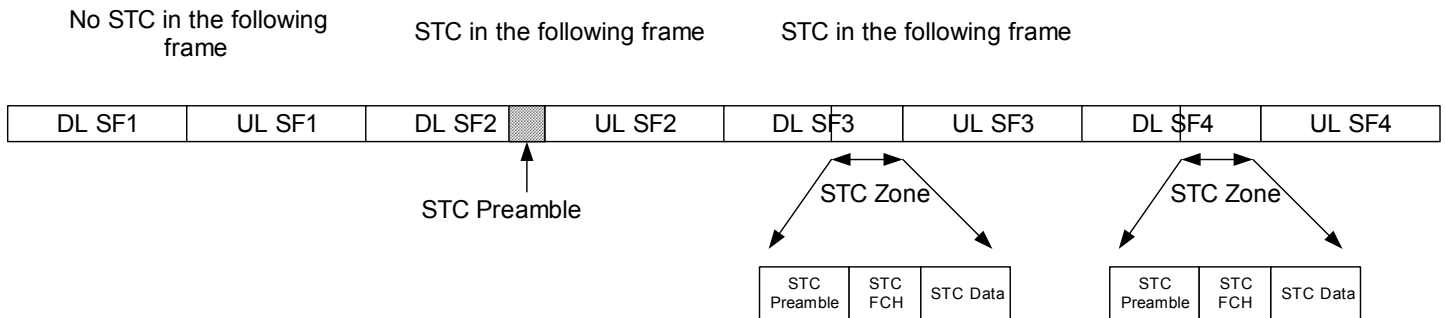 No STC in the following
frame
STC in the following frame
STC in the following frame
DL SF1
UL SF1
DL SF2
UL SF2
DL SF3
UL SF3
DL SF4
UL SF4
STC Preamble
STC Zone
STC Zone
STC
Preamble
STC
FCH
STC Data
STC
Preamble
STC
FCH
STC Data